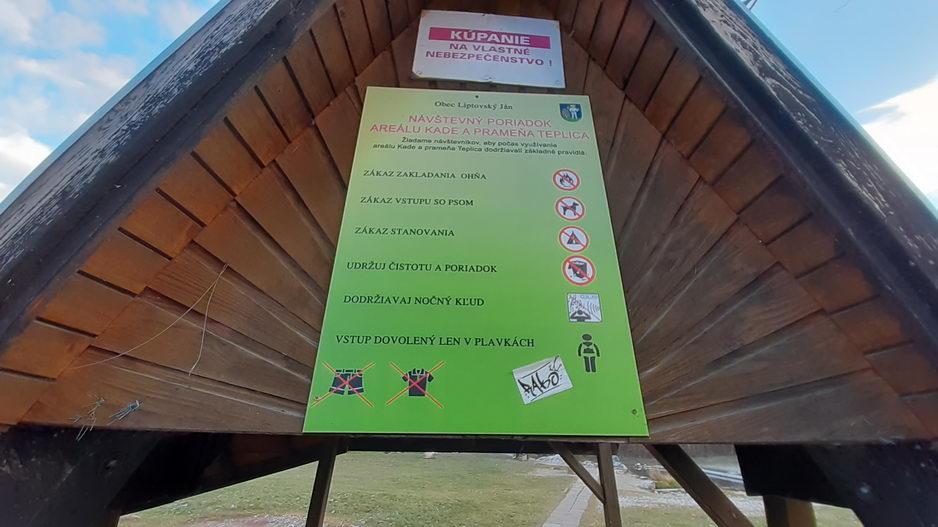 KÚPANIE
NA VLASTNÉ
NEBEZPEČENSTVO !
Obec Liptovský Ján
NÁVŠTEVNÝ PORIADOK
AREÁLU KADE A PRAMEŇA TEPLICA
Žiadame návštevníkov, aby počas využívania
areálu Kade a prameňa Teplica dodržiavali základné pravidlá:
ZÁKAZ ZAKLADANIA OHŇA
ZÁKAZ VSTUPU SO PSOM
ZÁKAZ STANOVANIA
UDRŽUJ ČISTOTU A PORIADOK
DODRŽIAVAJ NOČNÝ KĽUD
VSTUP DOVOLENÝ LEN V PLAVKÁCH